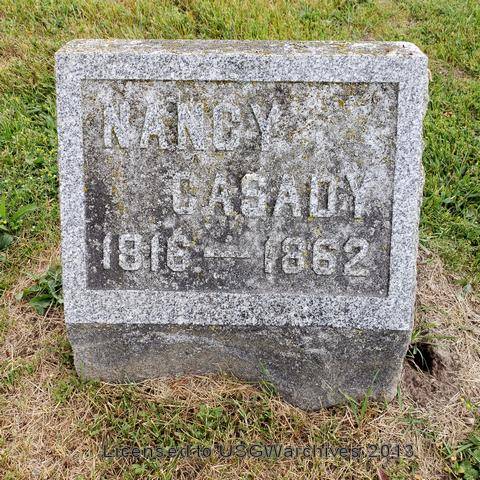 NANCY
CASADY
1816 — 1862
Licensed to USGWarchives 2013